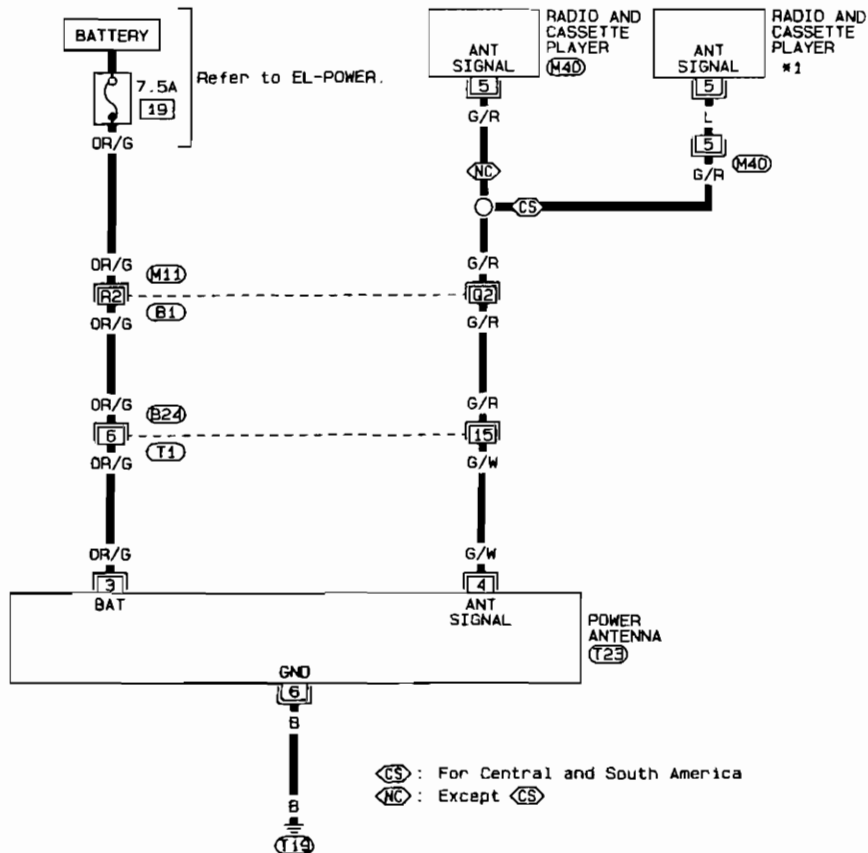 BATTERY
7.5A
19
Refer to EL-POWER.
OR/G
RADIO AND
CASSETTE
PLAYER
M40
ANT
SIGNAL
5
G/R
NC
RADIO AND
CASSETTE
PLAYER
*1
ANT
SIGNAL
5
L
5
M40
G/R
CS
OR/G
M11
R2
B1
OR/G
G/R
Q2
G/R
OR/G
B24
6
T1
OR/G
G/R
15
G/W
OR/G
3
BAT
G/W
4
ANT
SIGNAL
POWER
ANTENNA
T23
GND
6
B
B
T19
CS : For Central and South America
NC : Except CS